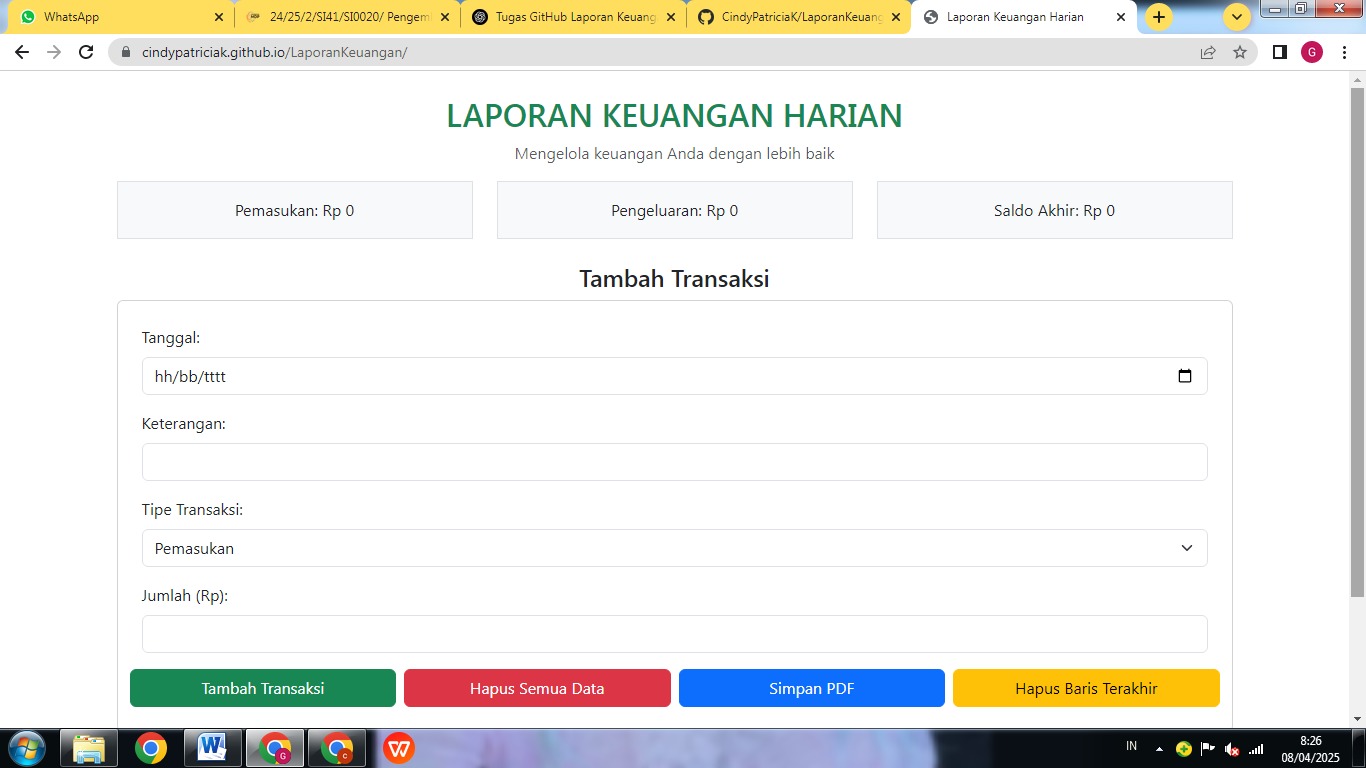 WhatsApp
24/25/2/SI41/SI0020/ Pengem
Tugas GitHub Laporan Keuang
CindyPatriciaK/LaporanKeuang
Laporan Keuangan Harian
cindypatriciak.github.io/LaporanKeuangan/
G
LAPORAN KEUANGAN HARIAN
Mengelola keuangan Anda dengan lebih baik
Pemasukan: Rp 0
Pengeluaran: Rp 0
Saldo Akhir: Rp 0
Tambah Transaksi
Tanggal:
hh/bb/tttt
Keterangan:
Tipe Transaksi:
Pemasukan
Jumlah (Rp):
Tambah Transaksi
Hapus Semua Data
Simpan PDF
Hapus Baris Terakhir
IN
8:26
08/04/2025